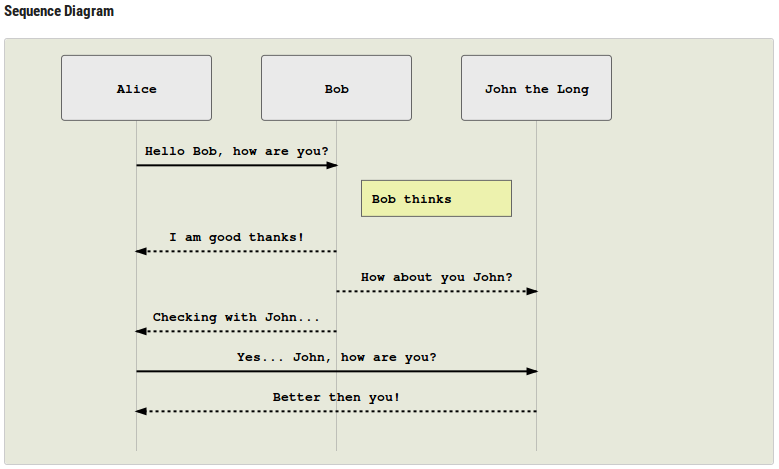 Sequence Diagram
Alice
Bob
John the Long
Hello Bob, how are you?
Bob thinks
I am good thanks!
How about you John?
Checking with John...
Yes... John, how are you?
Better then you!